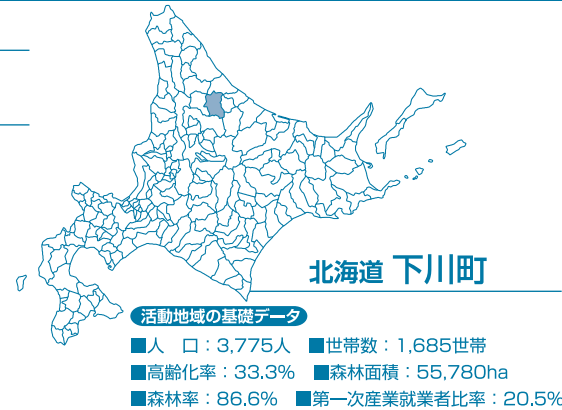 北海道 下川町
活動地域の基礎データ
■人　口：3,775人　■世帯数：1,685世帯
■高齢化率：33.3%　■森林面積：55,780ha
■森林率：86.6%　■第一次産業就業者比率：20.5%